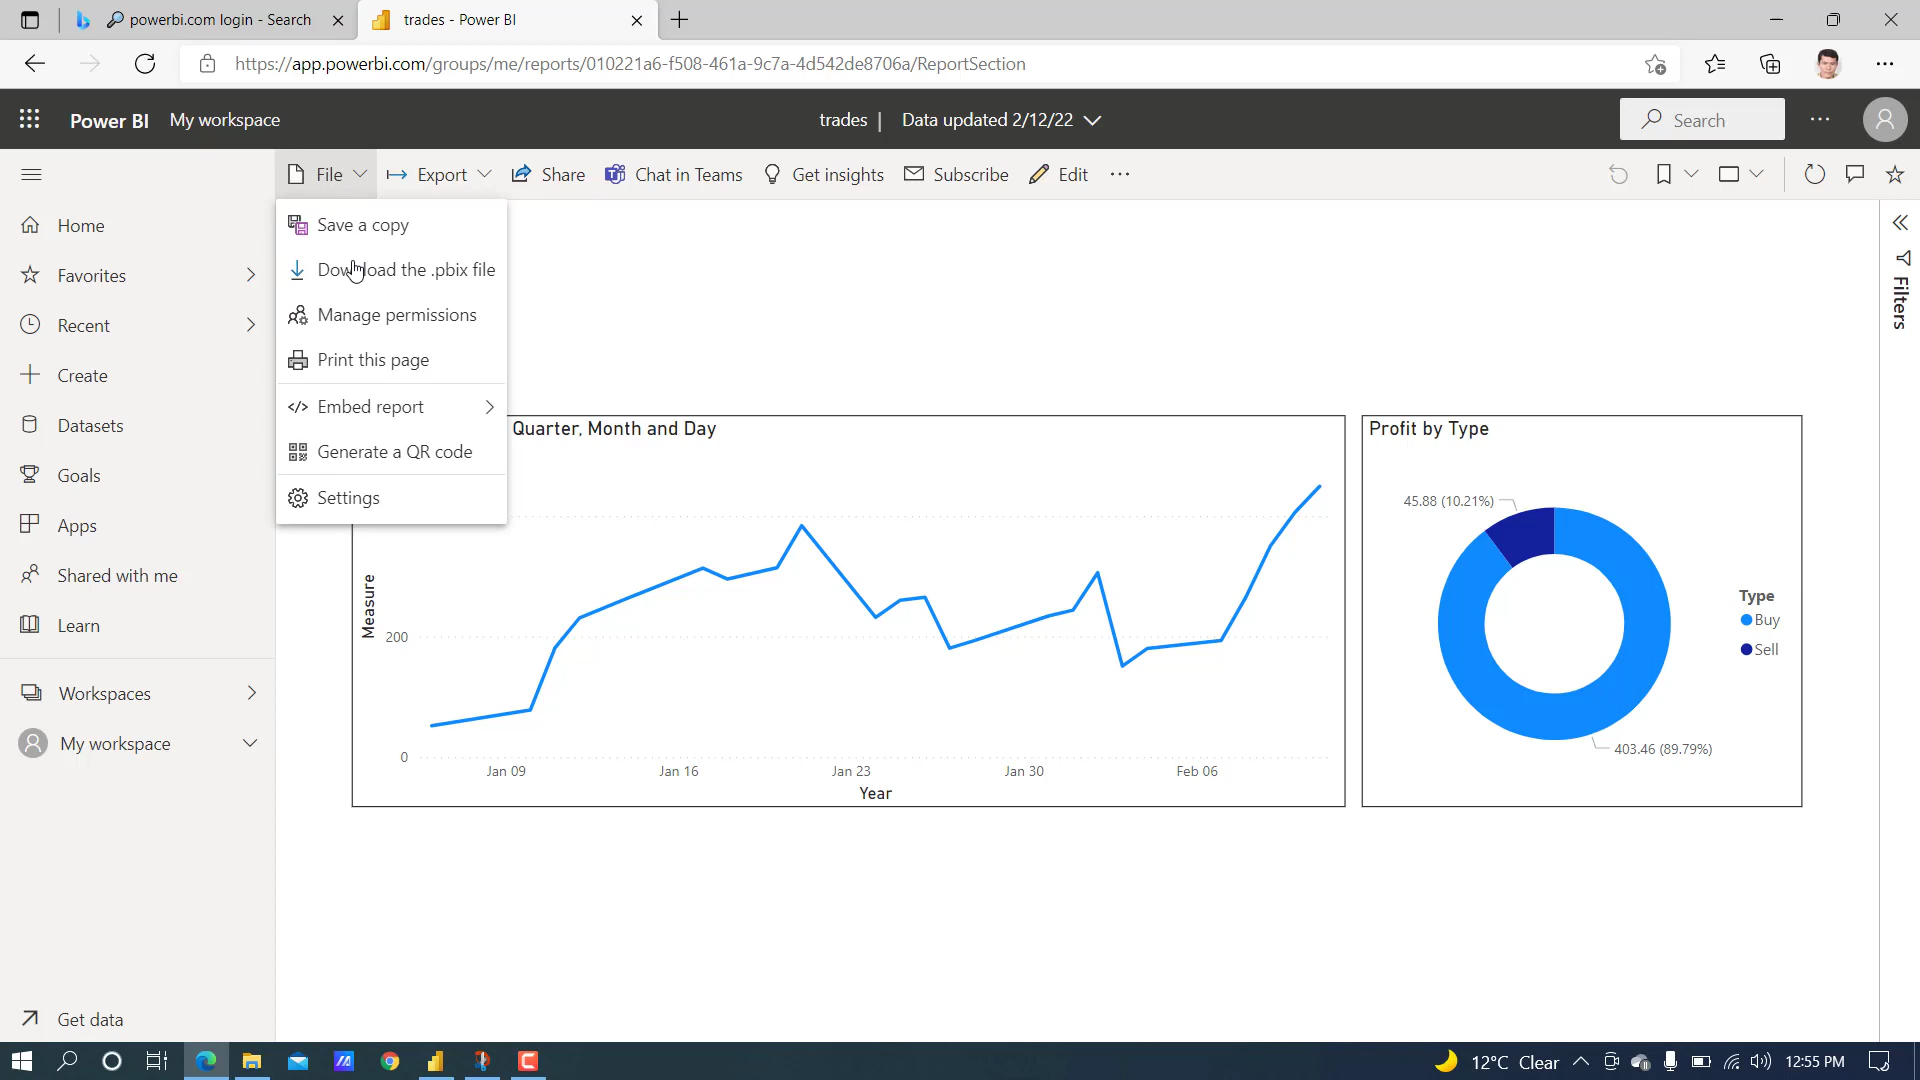 powerbi.com login - Search
trades - Power BI
https://app.powerbi.com/groups/me/reports/010221a6-f508-461a-9c7a-4d542de8706a/ReportSection
Power BI My workspace
trades | Data updated 2/12/22
Search
File
Export
Share
Chat in Teams
Get insights
Subscribe
Edit
Home
Favorites
Recent
Create
Datasets
Goals
Apps
Shared with me
Learn
Workspaces
My workspace
Get data
Save a copy
Download the .pbix file
Manage permissions
Print this page
Embed report
Generate a QR code
Settings
Quarter, Month and Day
Measure
200
0
Jan 09
Jan 16
Jan 23
Jan 30
Feb 06
Year
Profit by Type
45.88 (10.21%)
403.46 (89.79%)
Type
Buy
Sell
Filters
12°C Clear
12:55 PM